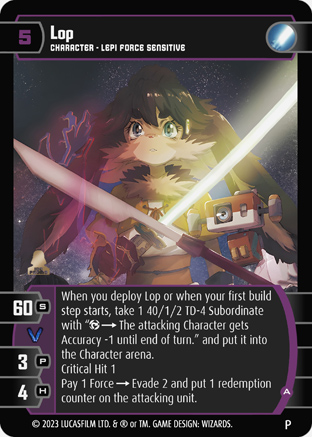 5
Lop
CHARACTER - LEPI FORCE SENSITIVE
60 S
3 P
4 H
When you deploy Lop or when your first build
step starts, take 1 40/1/2 TD-4 Subordinate
with “ → The attacking Character gets
Accuracy -1 until end of turn.” and put it into
the Character arena.
Critical Hit 1
Pay 1 Force → Evade 2 and put 1 redemption
counter on the attacking unit.
A
© 2023 LUCASFILM LTD. & ® or TM. GAME DESIGN: WIZARDS.
P